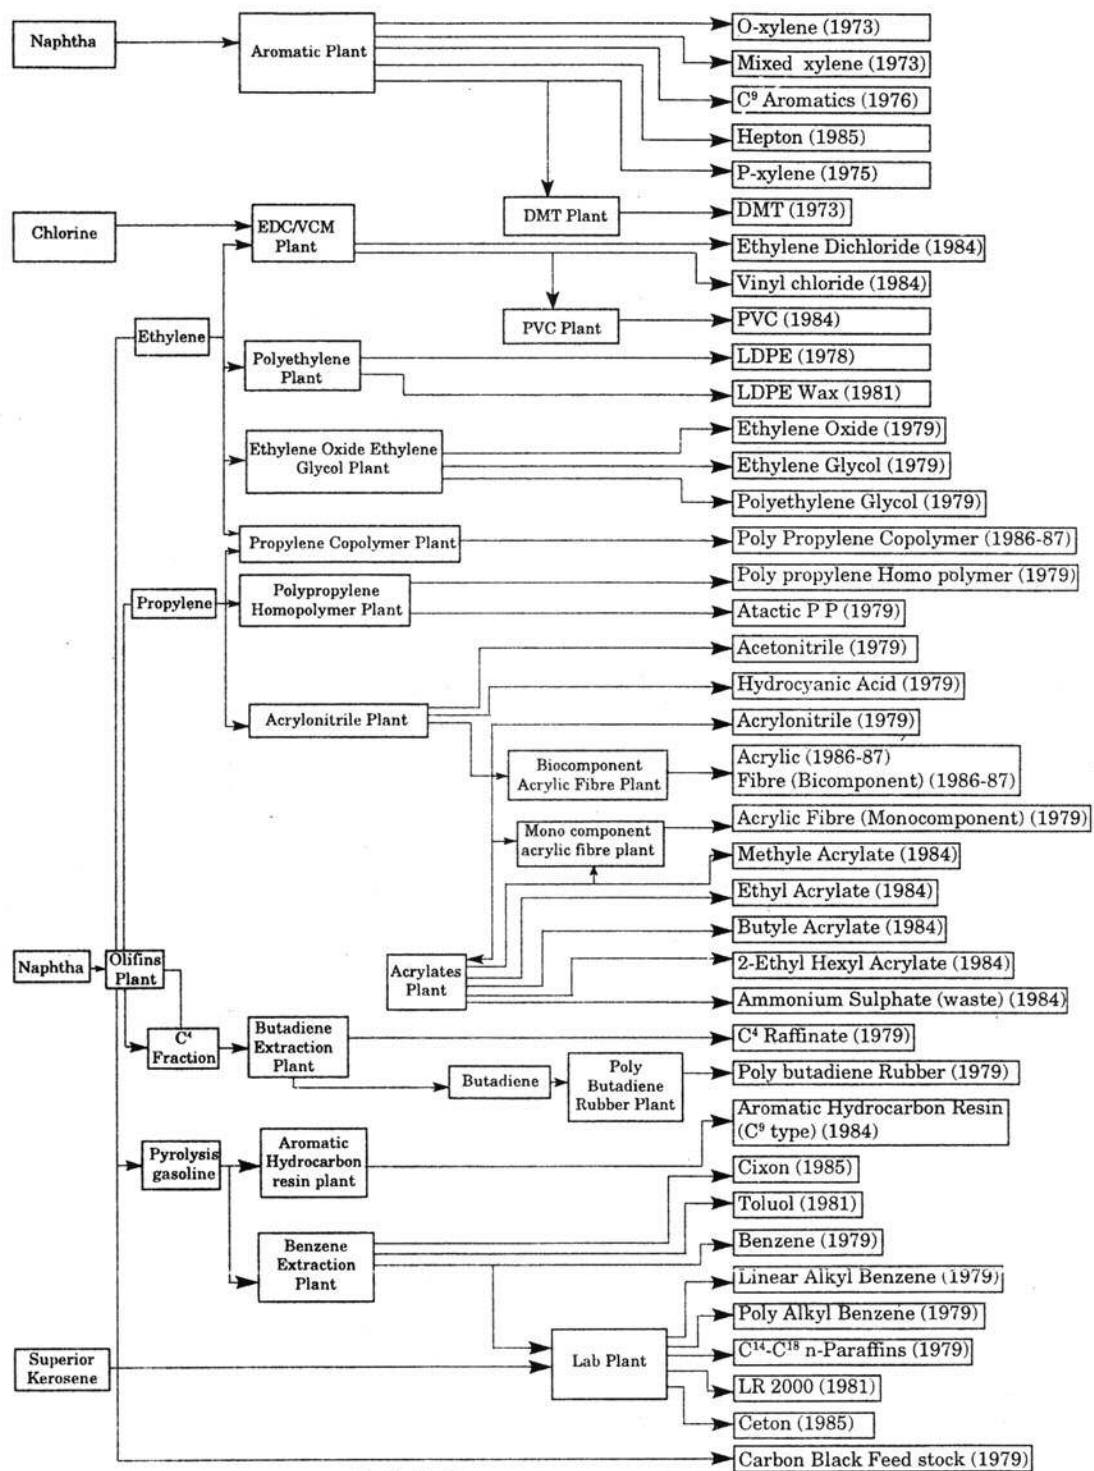 Naphtha
Aromatic Plant
O-xylene (1973)
Mixed xylene (1973)
C⁹ Aromatics (1976)
Hepton (1985)
P-xylene (1975)
DMT Plant
DMT (1973)
Chlorine
EDC/VCM
Plant
Ethylene Dichloride (1984)
Vinyl chloride (1984)
PVC Plant
PVC (1984)
Ethylene
Polyethylene
Plant
LDPE (1978)
LDPE Wax (1981)
Ethylene Oxide Ethylene
Glycol Plant
Ethylene Oxide (1979)
Ethylene Glycol (1979)
Polyethylene Glycol (1979)
Propylene Copolymer Plant
Poly Propylene Copolymer (1986-87)
Propylene
Polypropylene
Homopolymer Plant
Poly propylene Homo polymer (1979)
Atactic P P (1979)
Acrylonitrile Plant
Acetonitrile (1979)
Hydrocyanic Acid (1979)
Acrylonitrile (1979)
Biocomponent
Acrylic Fibre Plant
Acrylic (1986-87)
Fibre (Bicomponent) (1986-87)
Mono component
acrylic fibre plant
Acrylic Fibre (Monocomponent) (1979)
Methyle Acrylate (1984)
Ethyl Acrylate (1984)
Butyle Acrylate (1984)
Naphtha
Olifins
Plant
Acrylates
Plant
2-Ethyl Hexyl Acrylate (1984)
Ammonium Sulphate (waste) (1984)
C⁴
Fraction
Butadiene
Extraction
Plant
C⁴ Raffinate (1979)
Butadiene
Poly
Butadiene
Rubber Plant
Poly butadiene Rubber (1979)
Pyrolysis
gasoline
Aromatic
Hydrocarbon
resin plant
Aromatic Hydrocarbon Resin
(C⁹ type) (1984)
Cixon (1985)
Toluol (1981)
Benzene
Extraction
Plant
Benzene (1979)
Linear Alkyl Benzene (1979)
Poly Alkyl Benzene (1979)
Superior
Kerosene
Lab Plant
C¹⁴-C¹⁸ n-Paraffins (1979)
LR 2000 (1981)
Ceton (1985)
Carbon Black Feed stock (1979)